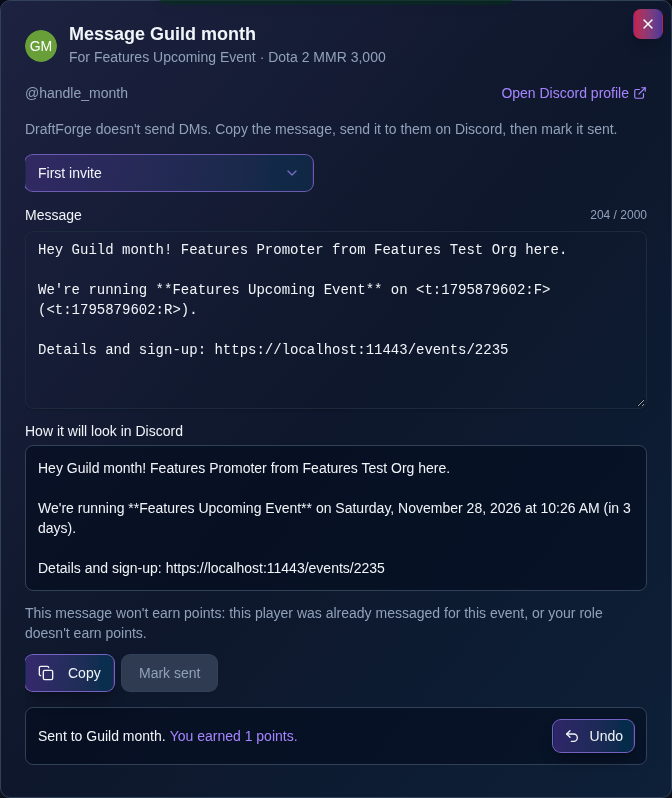 GM
Message Guild month
For Features Upcoming Event · Dota 2 MMR 3,000
@handle_month
Open Discord profile
DraftForge doesn't send DMs. Copy the message, send it to them on Discord, then mark it sent.
First invite
Message
204 / 2000
Hey Guild month! Features Promoter from Features Test Org here.
We're running **Features Upcoming Event** on <t:1795879602:F>
(<t:1795879602:R>).
Details and sign-up: https://localhost:11443/events/2235
How it will look in Discord
Hey Guild month! Features Promoter from Features Test Org here.
We're running **Features Upcoming Event** on Saturday, November 28, 2026 at 10:26 AM (in 3
days).
Details and sign-up: https://localhost:11443/events/2235
This message won't earn points: this player was already messaged for this event, or your role
doesn't earn points.
Copy
Mark sent
Sent to Guild month. You earned 1 points.
Undo